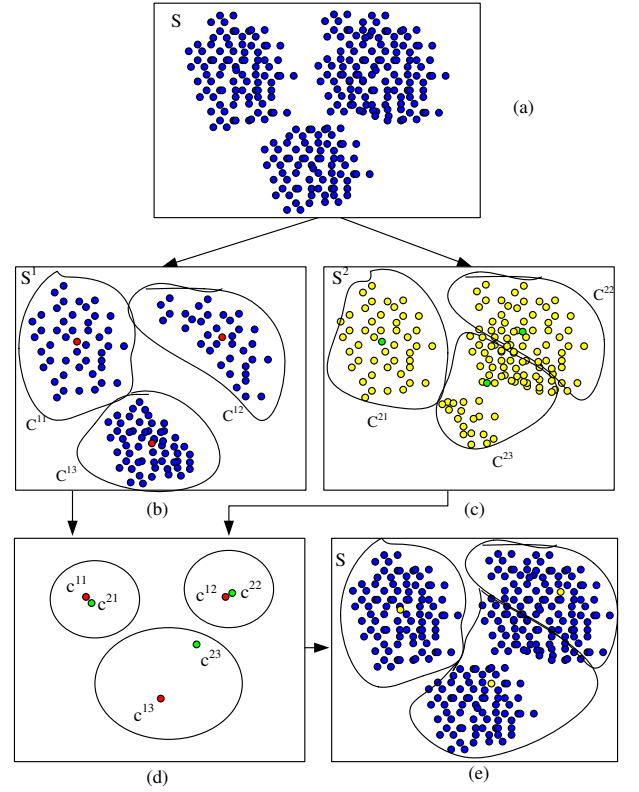 S
(a)
S¹
C¹¹
C¹²
C¹³
(b)
S²
C²²
C²¹
C²³
(c)
c¹¹
c²¹
c¹²
c²²
c²³
c¹³
(d)
S
(e)